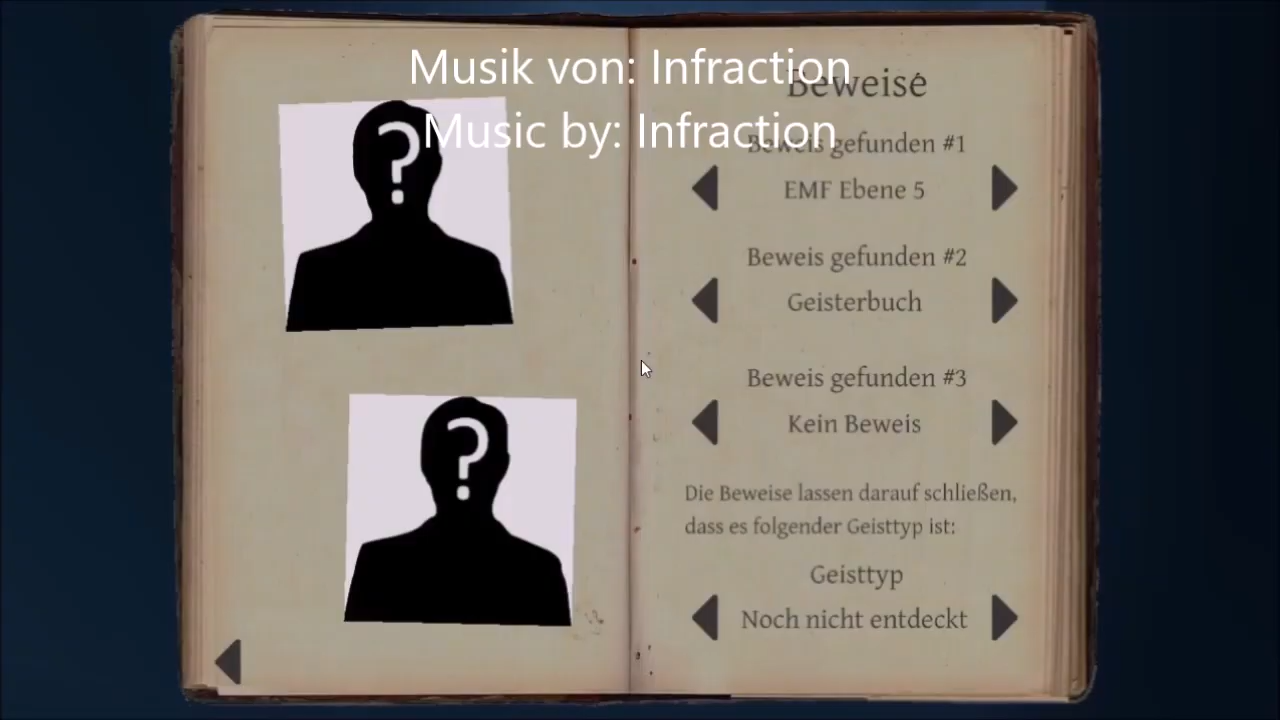 Musik von: Infraction
Music by: Infraction
Beweise
Beweis gefunden #1
EMF Ebene 5
Beweis gefunden #2
Geisterbuch
Beweis gefunden #3
Kein Beweis
Die Beweise lassen darauf schließen,
dass es folgender Geisttyp ist:
Geisttyp
Noch nicht entdeckt
?
?